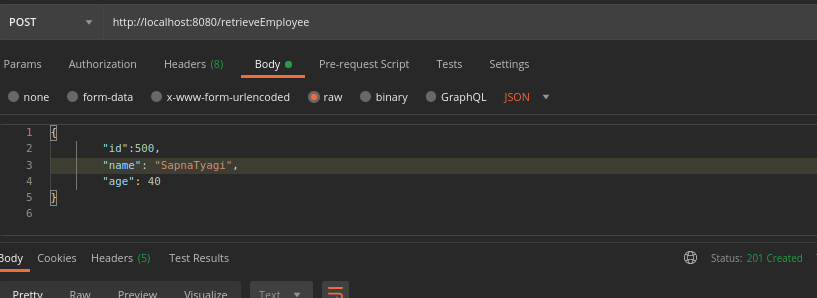 POST http://localhost:8080/retrieveEmployee
Params Authorization Headers (8) Body Pre-request Script Tests Settings
none form-data x-www-form-urlencoded raw binary GraphQL JSON
1 {
2 "id":500,
3 "name": "SapnaTyagi",
4 "age": 40
5 }
6
Body Cookies Headers (5) Test Results Status: 201 Created
Pretty Raw Preview Visualize Text